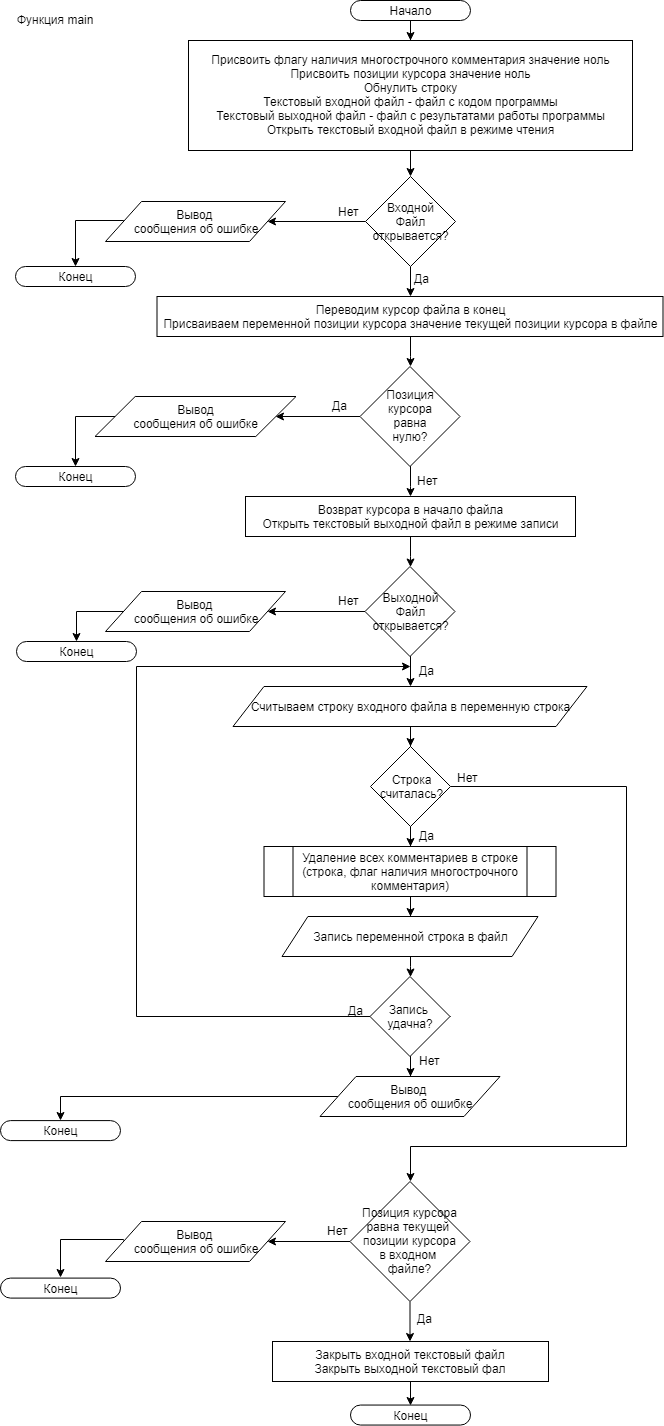 Функция main
Начало
Присвоить флагу наличия многострочного комментария значение ноль
Присвоить позиции курсора значение ноль
Обнулить строку
Текстовый входной файл - файл с кодом программы
Текстовый выходной файл - файл с результатами работы программы
Открыть текстовый входной файл в режиме чтения
Входной
Файл
открывается?
Нет
Вывод
сообщения об ошибке
Конец
Да
Переводим курсор файла в конец
Присваиваем переменной позиции курсора значение текущей позиции курсора в файле
Позиция
курсора
равна
нулю?
Да
Вывод
сообщения об ошибке
Конец
Нет
Возврат курсора в начало файла
Открыть текстовый выходной файл в режиме записи
Выходной
Файл
открывается?
Нет
Вывод
сообщения об ошибке
Конец
Да
Считываем строку входного файла в переменную строка
Строка
считалась?
Нет
Да
Удаление всех комментариев в строке
(строка, флаг наличия многострочного
комментария)
Запись переменной строка в файл
Запись
удачна?
Да
Нет
Вывод
сообщения об ошибке
Конец
Позиция курсора
равна текущей
позиции курсора
в входном
файле?
Нет
Вывод
сообщения об ошибке
Конец
Да
Закрыть входной текстовый файл
Закрыть выходной текстовый фал
Конец